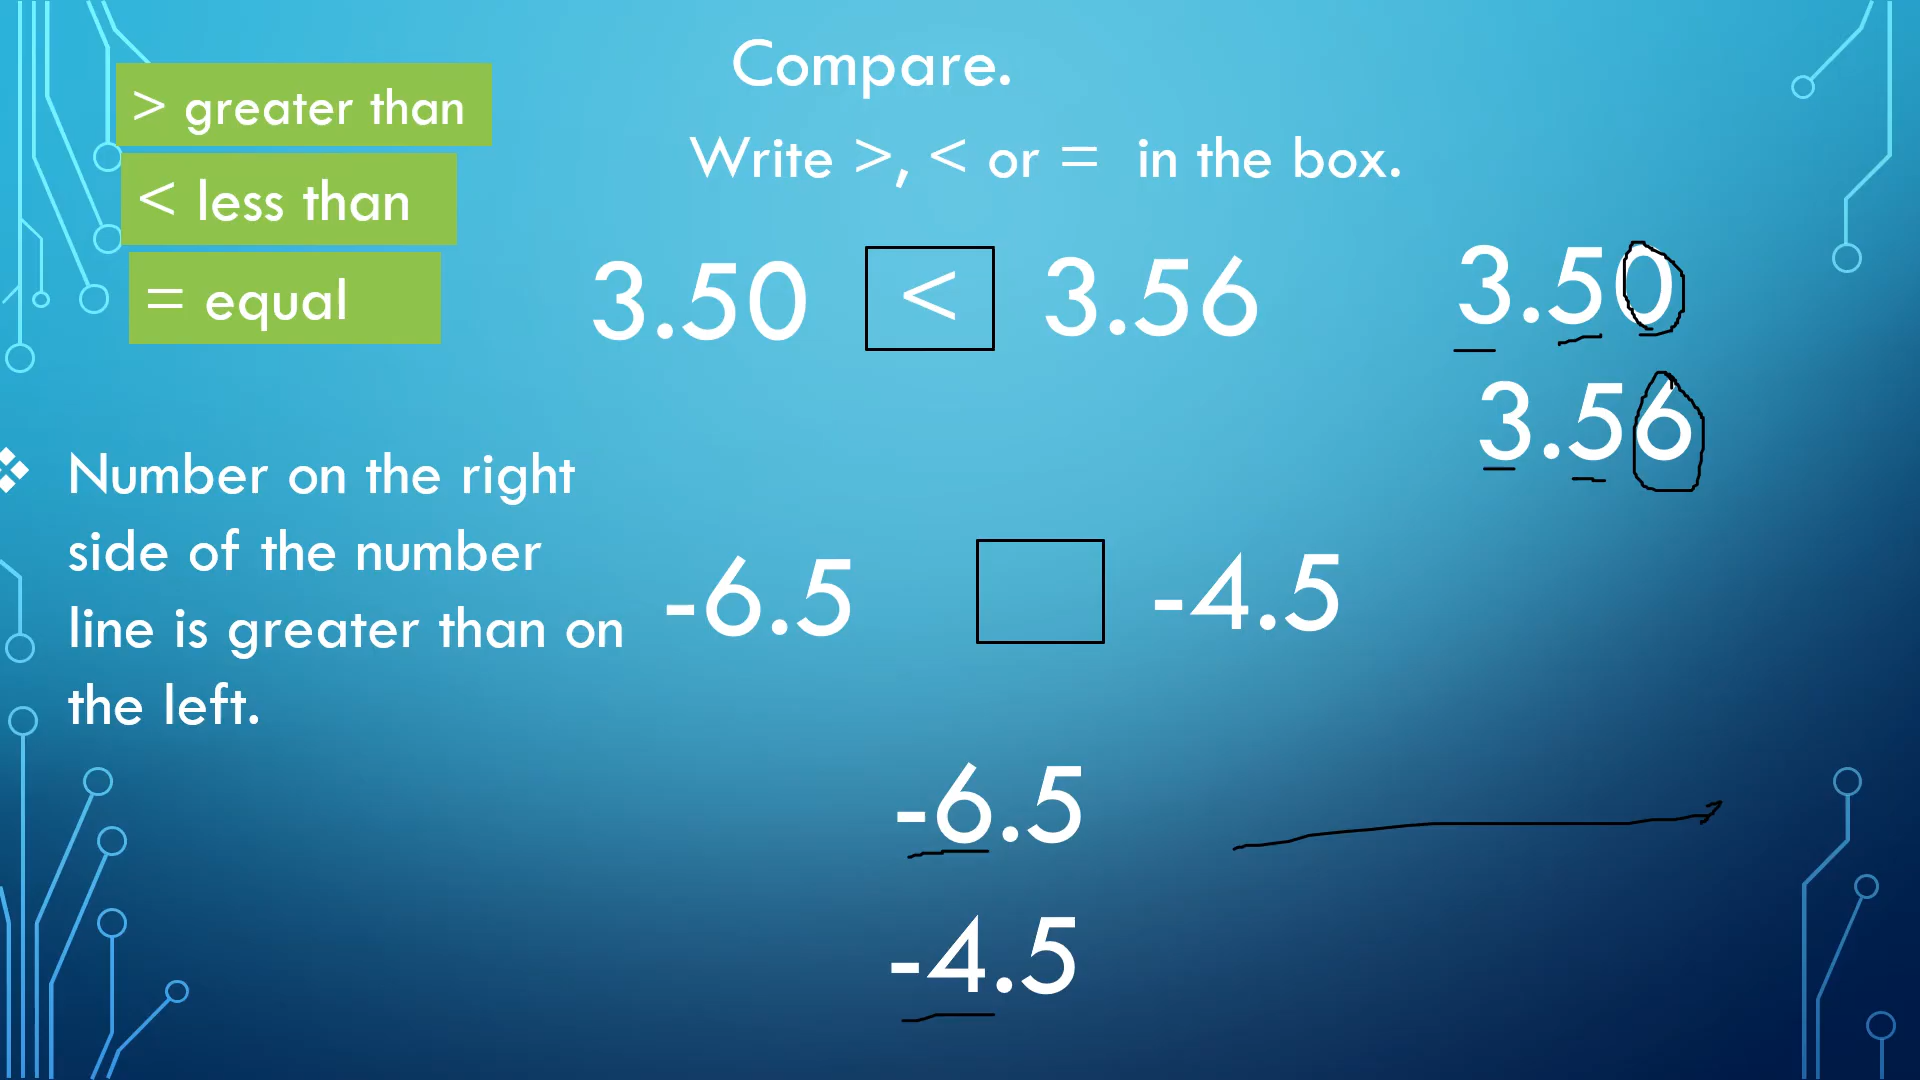 Compare.
Write >, < or = in the box.
> greater than
< less than
= equal
3.50 < 3.56
3.50
3.56
❖ Number on the right
side of the number
line is greater than on
the left.
-6.5 -4.5
-6.5
-4.5